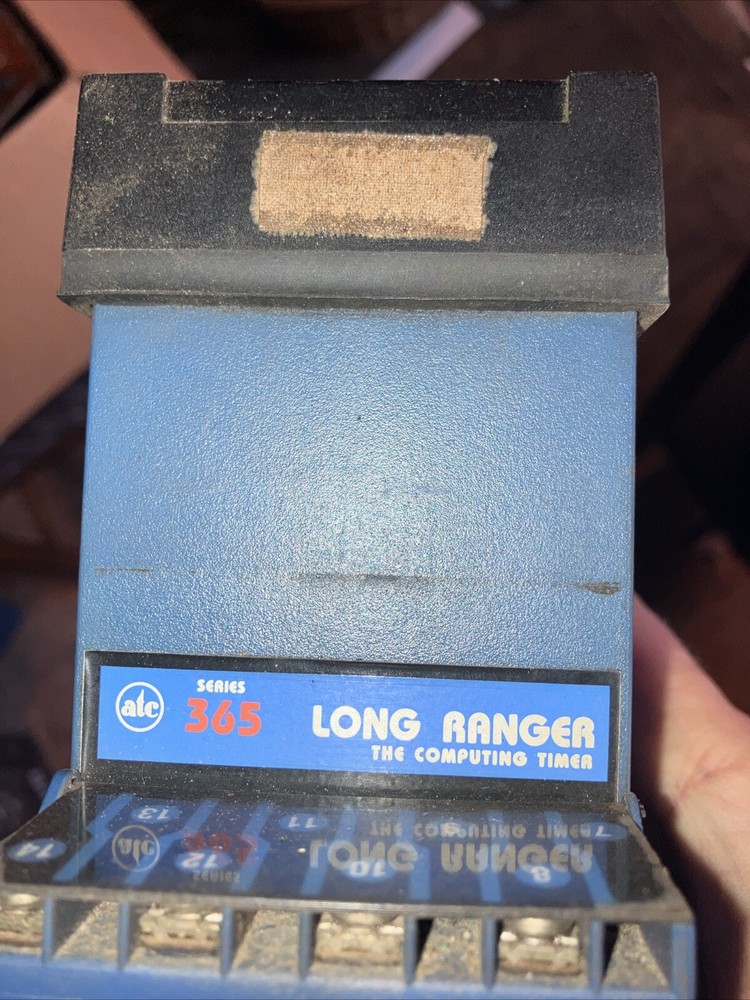 atc
SERIES
365
LONG RANGER
THE COMPUTING TIMER
13
11
7
14
12
10
8